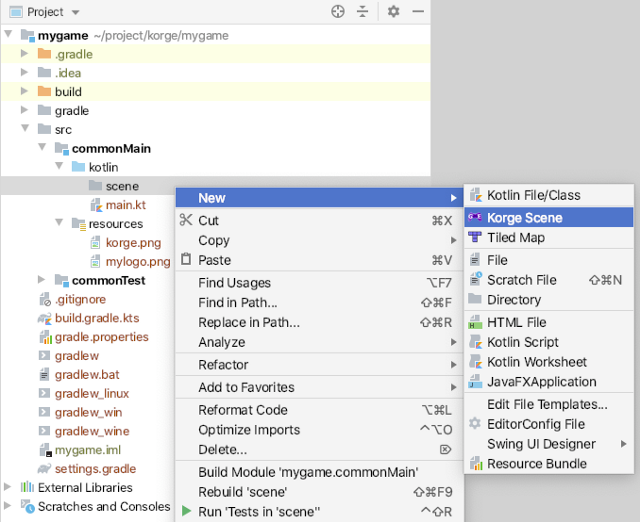 Project
mygame ~/project/korge/mygame
.gradle
.idea
build
gradle
src
commonMain
kotlin
scene
main.kt
resources
korge.png
mylogo.png
commonTest
.gitignore
build.gradle.kts
gradle.properties
gradlew
gradlew.bat
gradlew_linux
gradlew_win
gradlew_wine
mygame.iml
settings.gradle
External Libraries
Scratches and Consoles
New
Cut ⌘X
Copy
Paste ⌘V
Find Usages ⌥F7
Find in Path... ⇧⌘F
Replace in Path... ⇧⌘R
Analyze
Refactor
Add to Favorites
Reformat Code ⌥⌘L
Optimize Imports ^⌥O
Delete... ⌦
Build Module 'mygame.commonMain'
Rebuild 'scene' ⇧⌘F9
Run 'Tests in 'scene'' ^⇧R
Kotlin File/Class
Korge Scene
Tiled Map
File
Scratch File ⇧⌘N
Directory
HTML File
Kotlin Script
Kotlin Worksheet
JavaFXApplication
Edit File Templates...
EditorConfig File
Swing UI Designer
Resource Bundle